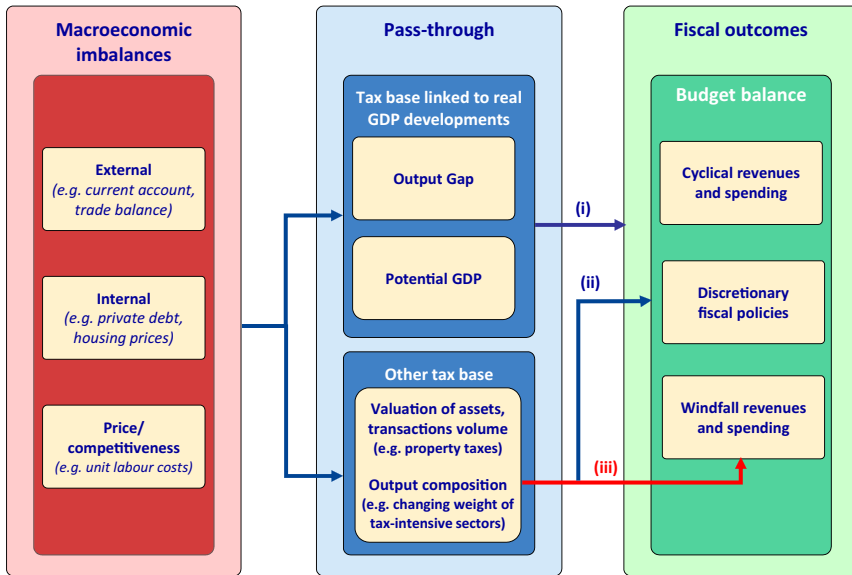 Macroeconomic
imbalances
External
(e.g. current account,
trade balance)
Internal
(e.g. private debt,
housing prices)
Price/
competitiveness
(e.g. unit labour costs)
Pass-through
Tax base linked to real
GDP developments
Output Gap
Potential GDP
Other tax base
Valuation of assets,
transactions volume
(e.g. property taxes)
Output composition
(e.g. changing weight of
tax-intensive sectors)
(i)
(ii)
(iii)
Fiscal outcomes
Budget balance
Cyclical revenues
and spending
Discretionary
fiscal policies
Windfall revenues
and spending